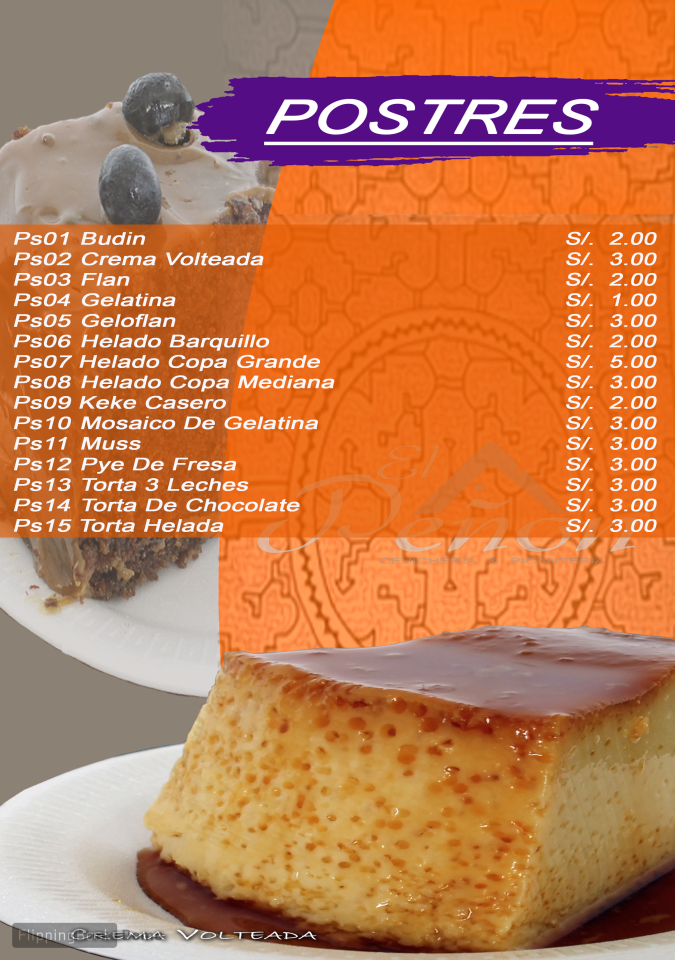 POSTRES
Ps01 Budin S/. 2.00
Ps02 Crema Volteada S/. 3.00
Ps03 Flan S/. 2.00
Ps04 Gelatina S/. 1.00
Ps05 Geloflan S/. 3.00
Ps06 Helado Barquillo S/. 2.00
Ps07 Helado Copa Grande S/. 5.00
Ps08 Helado Copa Mediana S/. 3.00
Ps09 Keke Casero S/. 2.00
Ps10 Mosaico De Gelatina S/. 3.00
Ps11 Muss S/. 3.00
Ps12 Pye De Fresa S/. 3.00
Ps13 Torta 3 Leches S/. 3.00
Ps14 Torta De Chocolate S/. 3.00
Ps15 Torta Helada S/. 3.00
El
Peñon
Crema Volteada